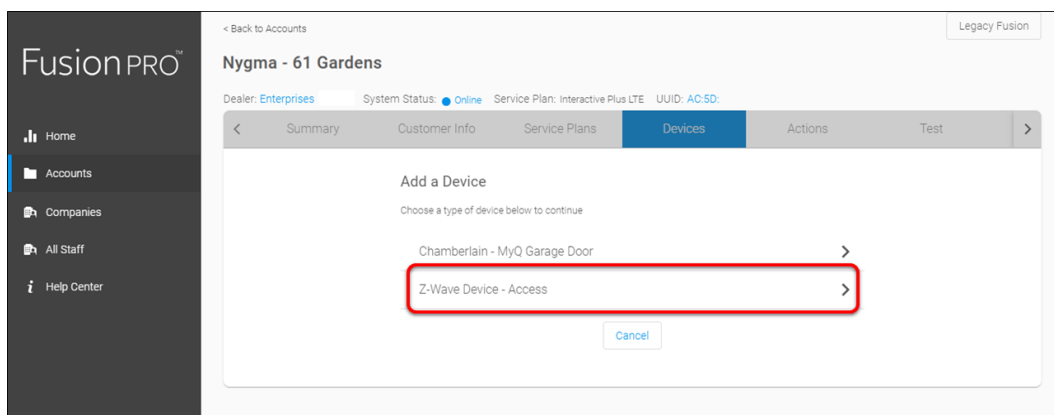 FusionPRO™
Home
Accounts
Companies
All Staff
Help Center
< Back to Accounts
Legacy Fusion
Nygma - 61 Gardens
Dealer: Enterprises System Status: Online Service Plan: Interactive Plus LTE UUID: AC:5D:
Summary Customer Info Service Plans Devices Actions Test
Add a Device
Choose a type of device below to continue
Chamberlain - MyQ Garage Door
Z-Wave Device - Access
Cancel